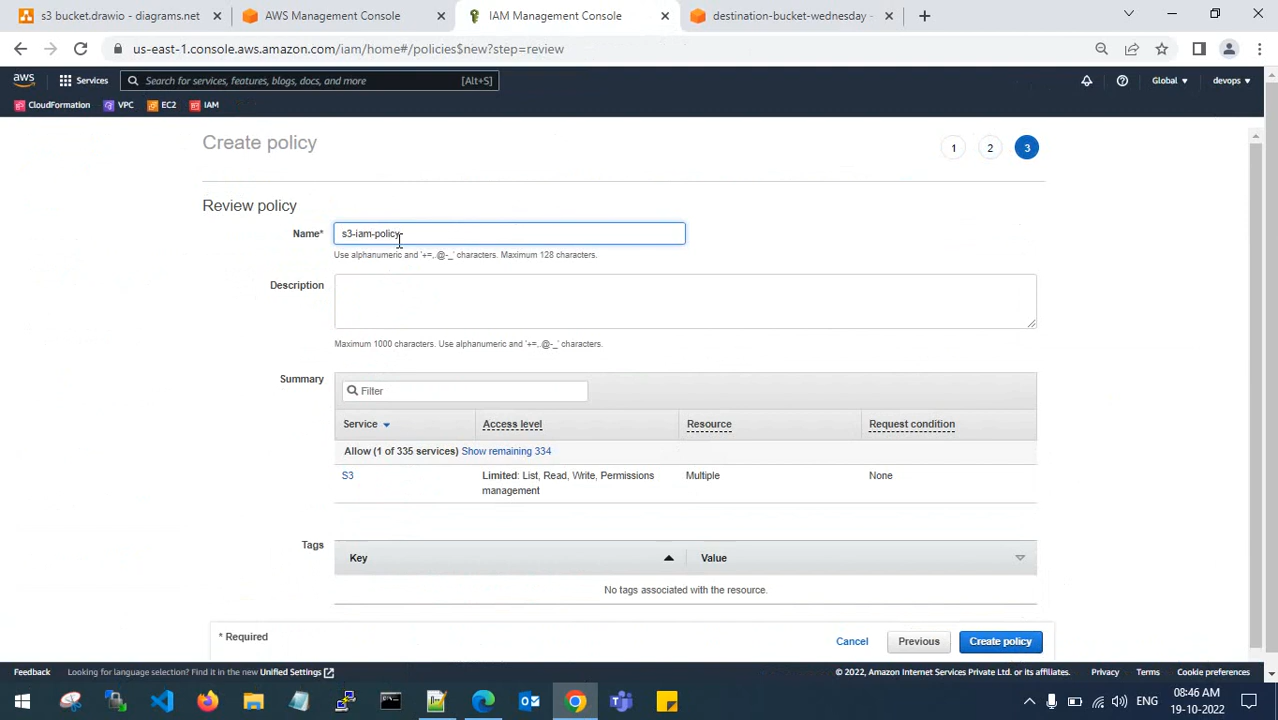 s3 bucket.drawio - diagrams.net
AWS Management Console
IAM Management Console
destination-bucket-wednesday -
us-east-1.console.aws.amazon.com/iam/home#/policies$new?step=review
aws
Services
Search for services, features, blogs, docs, and more
[Alt+S]
Global
devops
CloudFormation
VPC
EC2
IAM
Create policy
1
2
3
Review policy
Name*
s3-iam-policy-
Use alphanumeric and '+=,.@-_' characters. Maximum 128 characters.
Description
Maximum 1000 characters. Use alphanumeric and '+=,.@-_' characters.
Summary
Filter
Service
Access level
Resource
Request condition
Allow (1 of 335 services) Show remaining 334
S3
Limited: List, Read, Write, Permissions
management
Multiple
None
Tags
Key
Value
No tags associated with the resource.
* Required
Cancel
Previous
Create policy
Feedback
Looking for language selection? Find it in the new Unified Settings
© 2022, Amazon Internet Services Private Ltd. or its affiliates.
Privacy
Terms
Cookie preferences
ENG
08:46 AM
19-10-2022